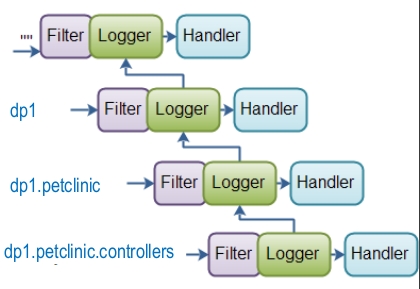 "" Filter Logger Handler
dp1 Filter Logger Handler
dp1.petclinic Filter Logger Handler
dp1.petclinic.controllers Filter Logger Handler